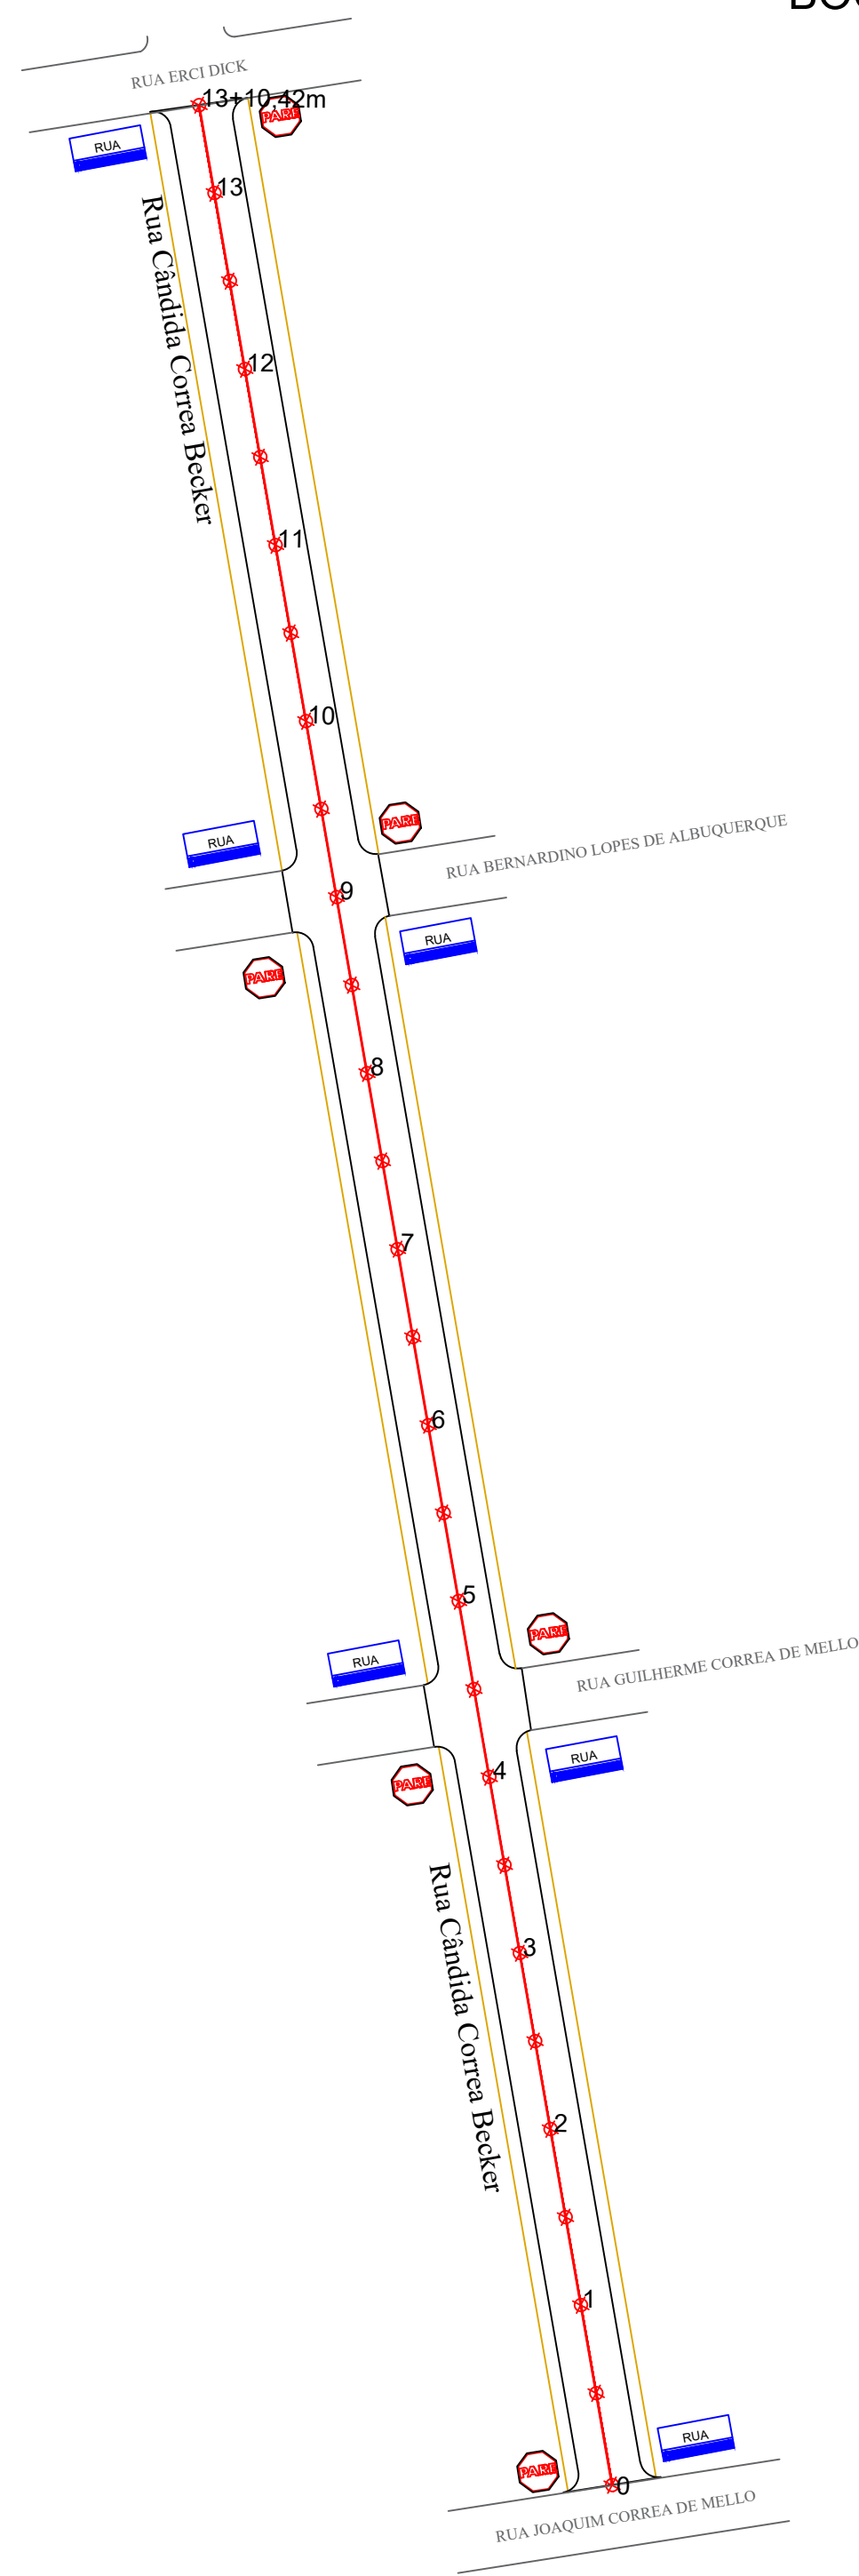 RUA ERCI DICK
13+10,42m
PARE
RUA
13
Rua Cândida Correa Becker
12
11
10
PARE
RUA
RUA BERNARDINO LOPES DE ALBUQUERQUE
9
RUA
PARE
8
7
6
5
PARE
RUA GUILHERME CORREA DE MELLO
RUA
RUA
4
PARE
Rua Cândida Correa Becker
3
2
1
RUA
PARE
0
RUA JOAQUIM CORREA DE MELLO